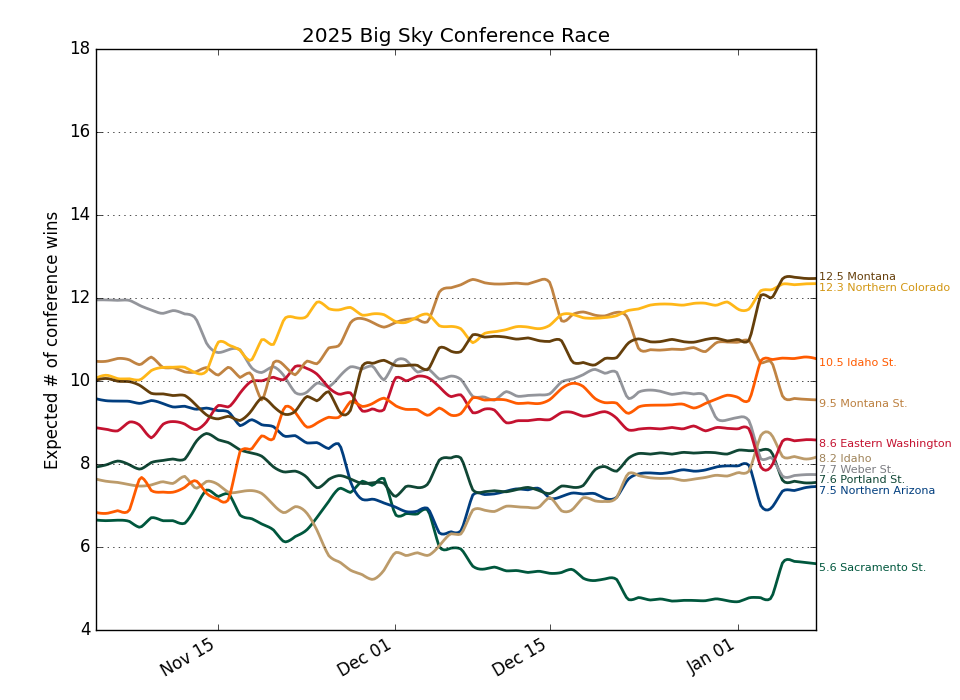 2025 Big Sky Conference Race
Expected # of conference wins
18
16
14
12
10
8
6
4
12.5 Montana
12.3 Northern Colorado
10.5 Idaho St.
9.5 Montana St.
8.6 Eastern Washington
8.2 Idaho
7.7 Weber St.
7.6 Portland St.
7.5 Northern Arizona
5.6 Sacramento St.
Nov 15
Dec 01
Dec 15
Jan 01